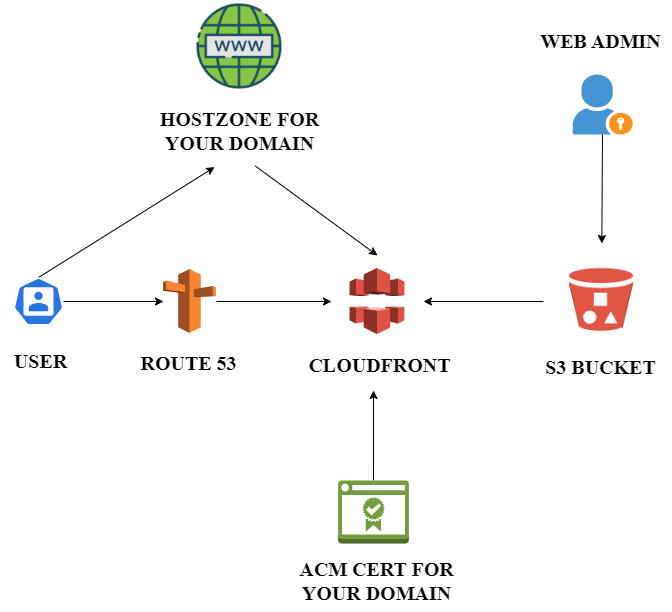 WWW
WEB ADMIN
HOSTZONE FOR
YOUR DOMAIN
USER
ROUTE 53
CLOUDFRONT
S3 BUCKET
ACM CERT FOR
YOUR DOMAIN